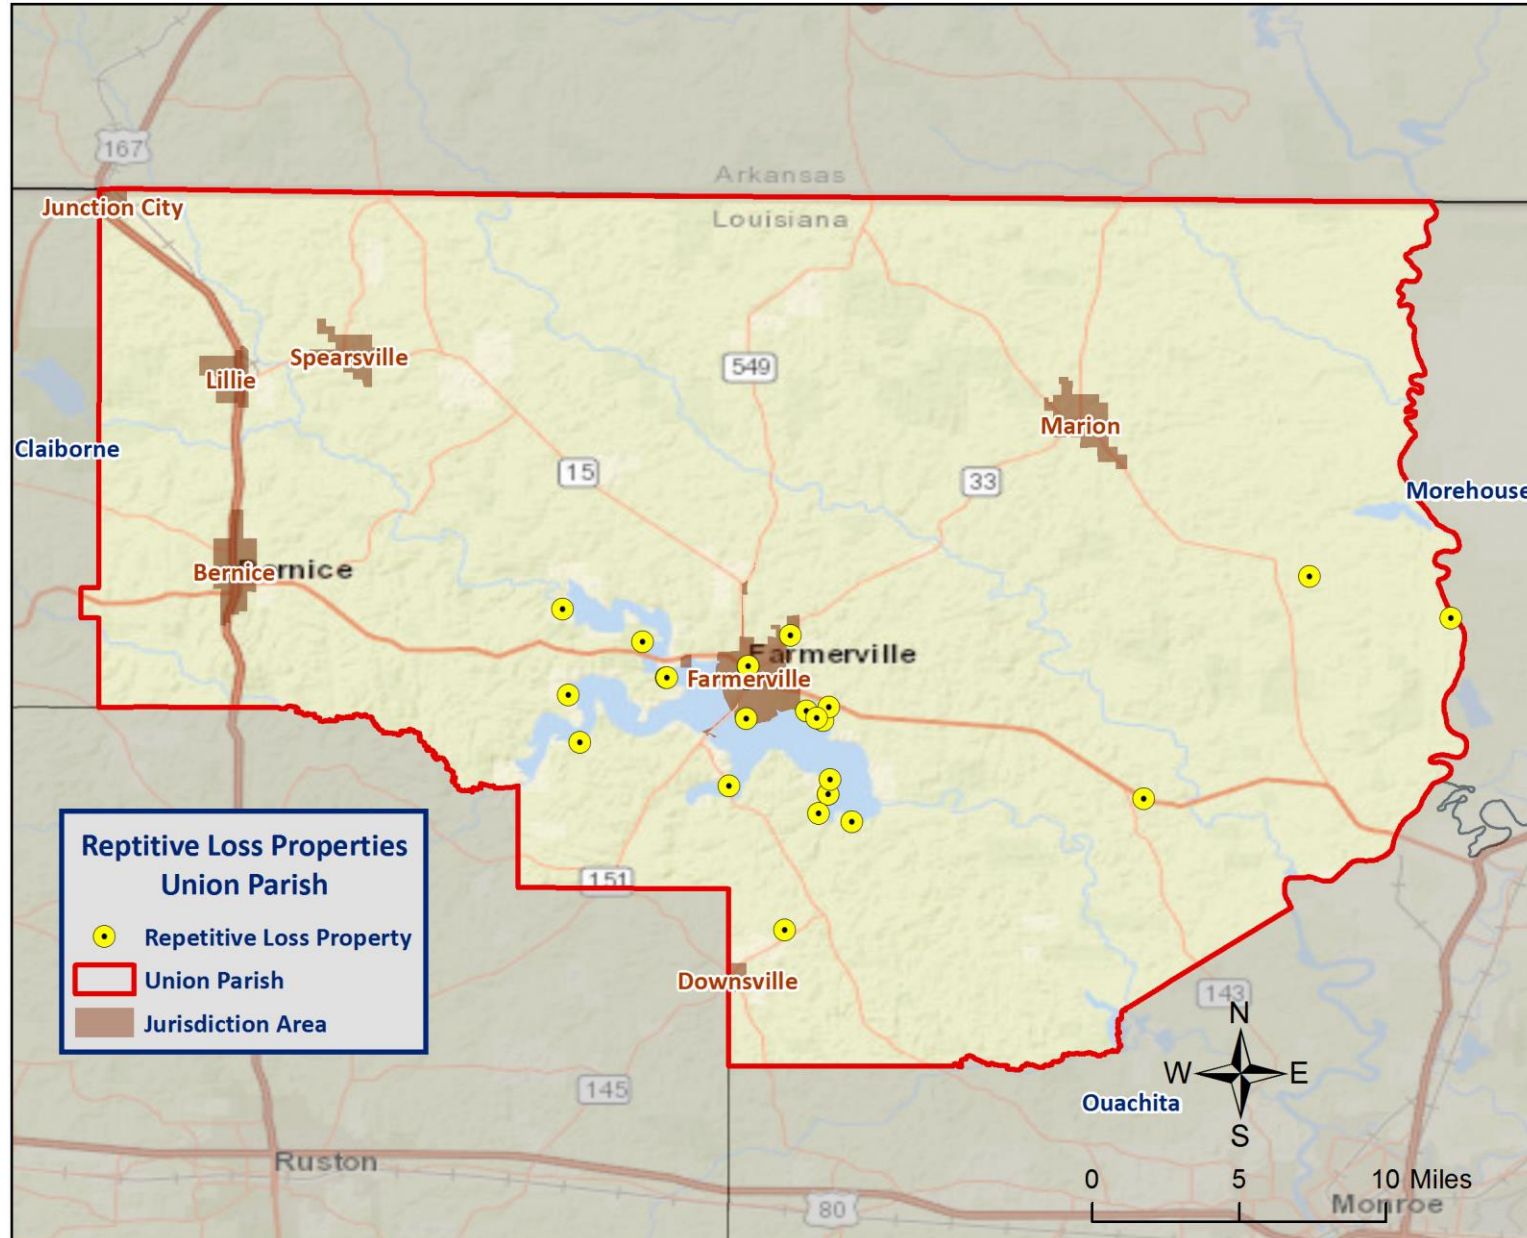 167
Arkansas
Junction City
Louisiana
Spearsville
549
Lillie
Marion
Claiborne
15
33
Morehouse
Bernice
Bernice
Farmerville
Farmerville
Reptitive Loss Properties
Union Parish
151
Repetitive Loss Property
Union Parish
Jurisdiction Area
Downsville
143
N
W E
S
145
Ouachita
Ruston
0 5 10 Miles
Monroe
80